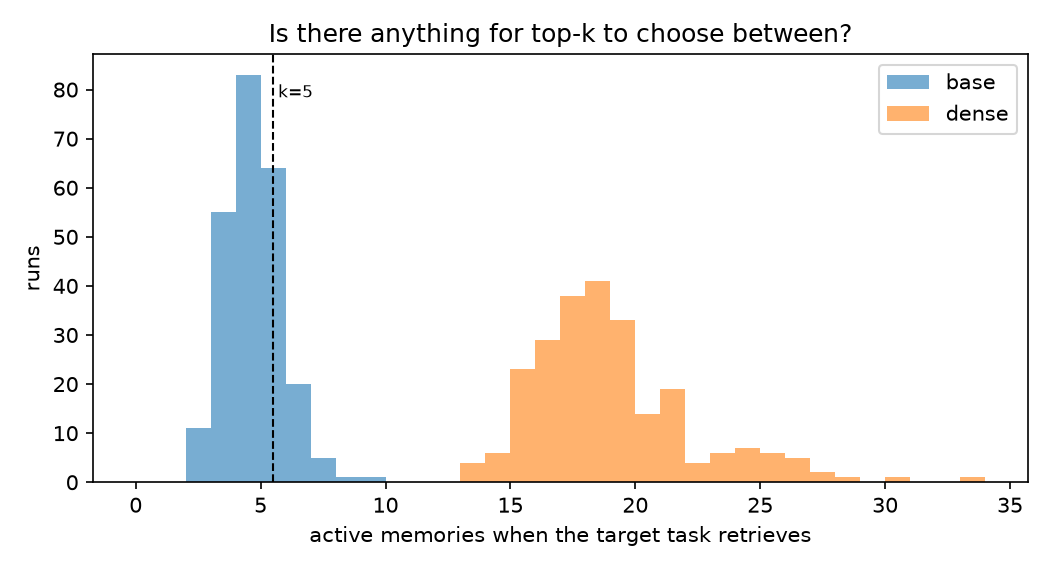 Is there anything for top-k to choose between?
base
dense
k=5
runs
80
70
60
50
40
30
20
10
0
0 5 10 15 20 25 30 35
active memories when the target task retrieves